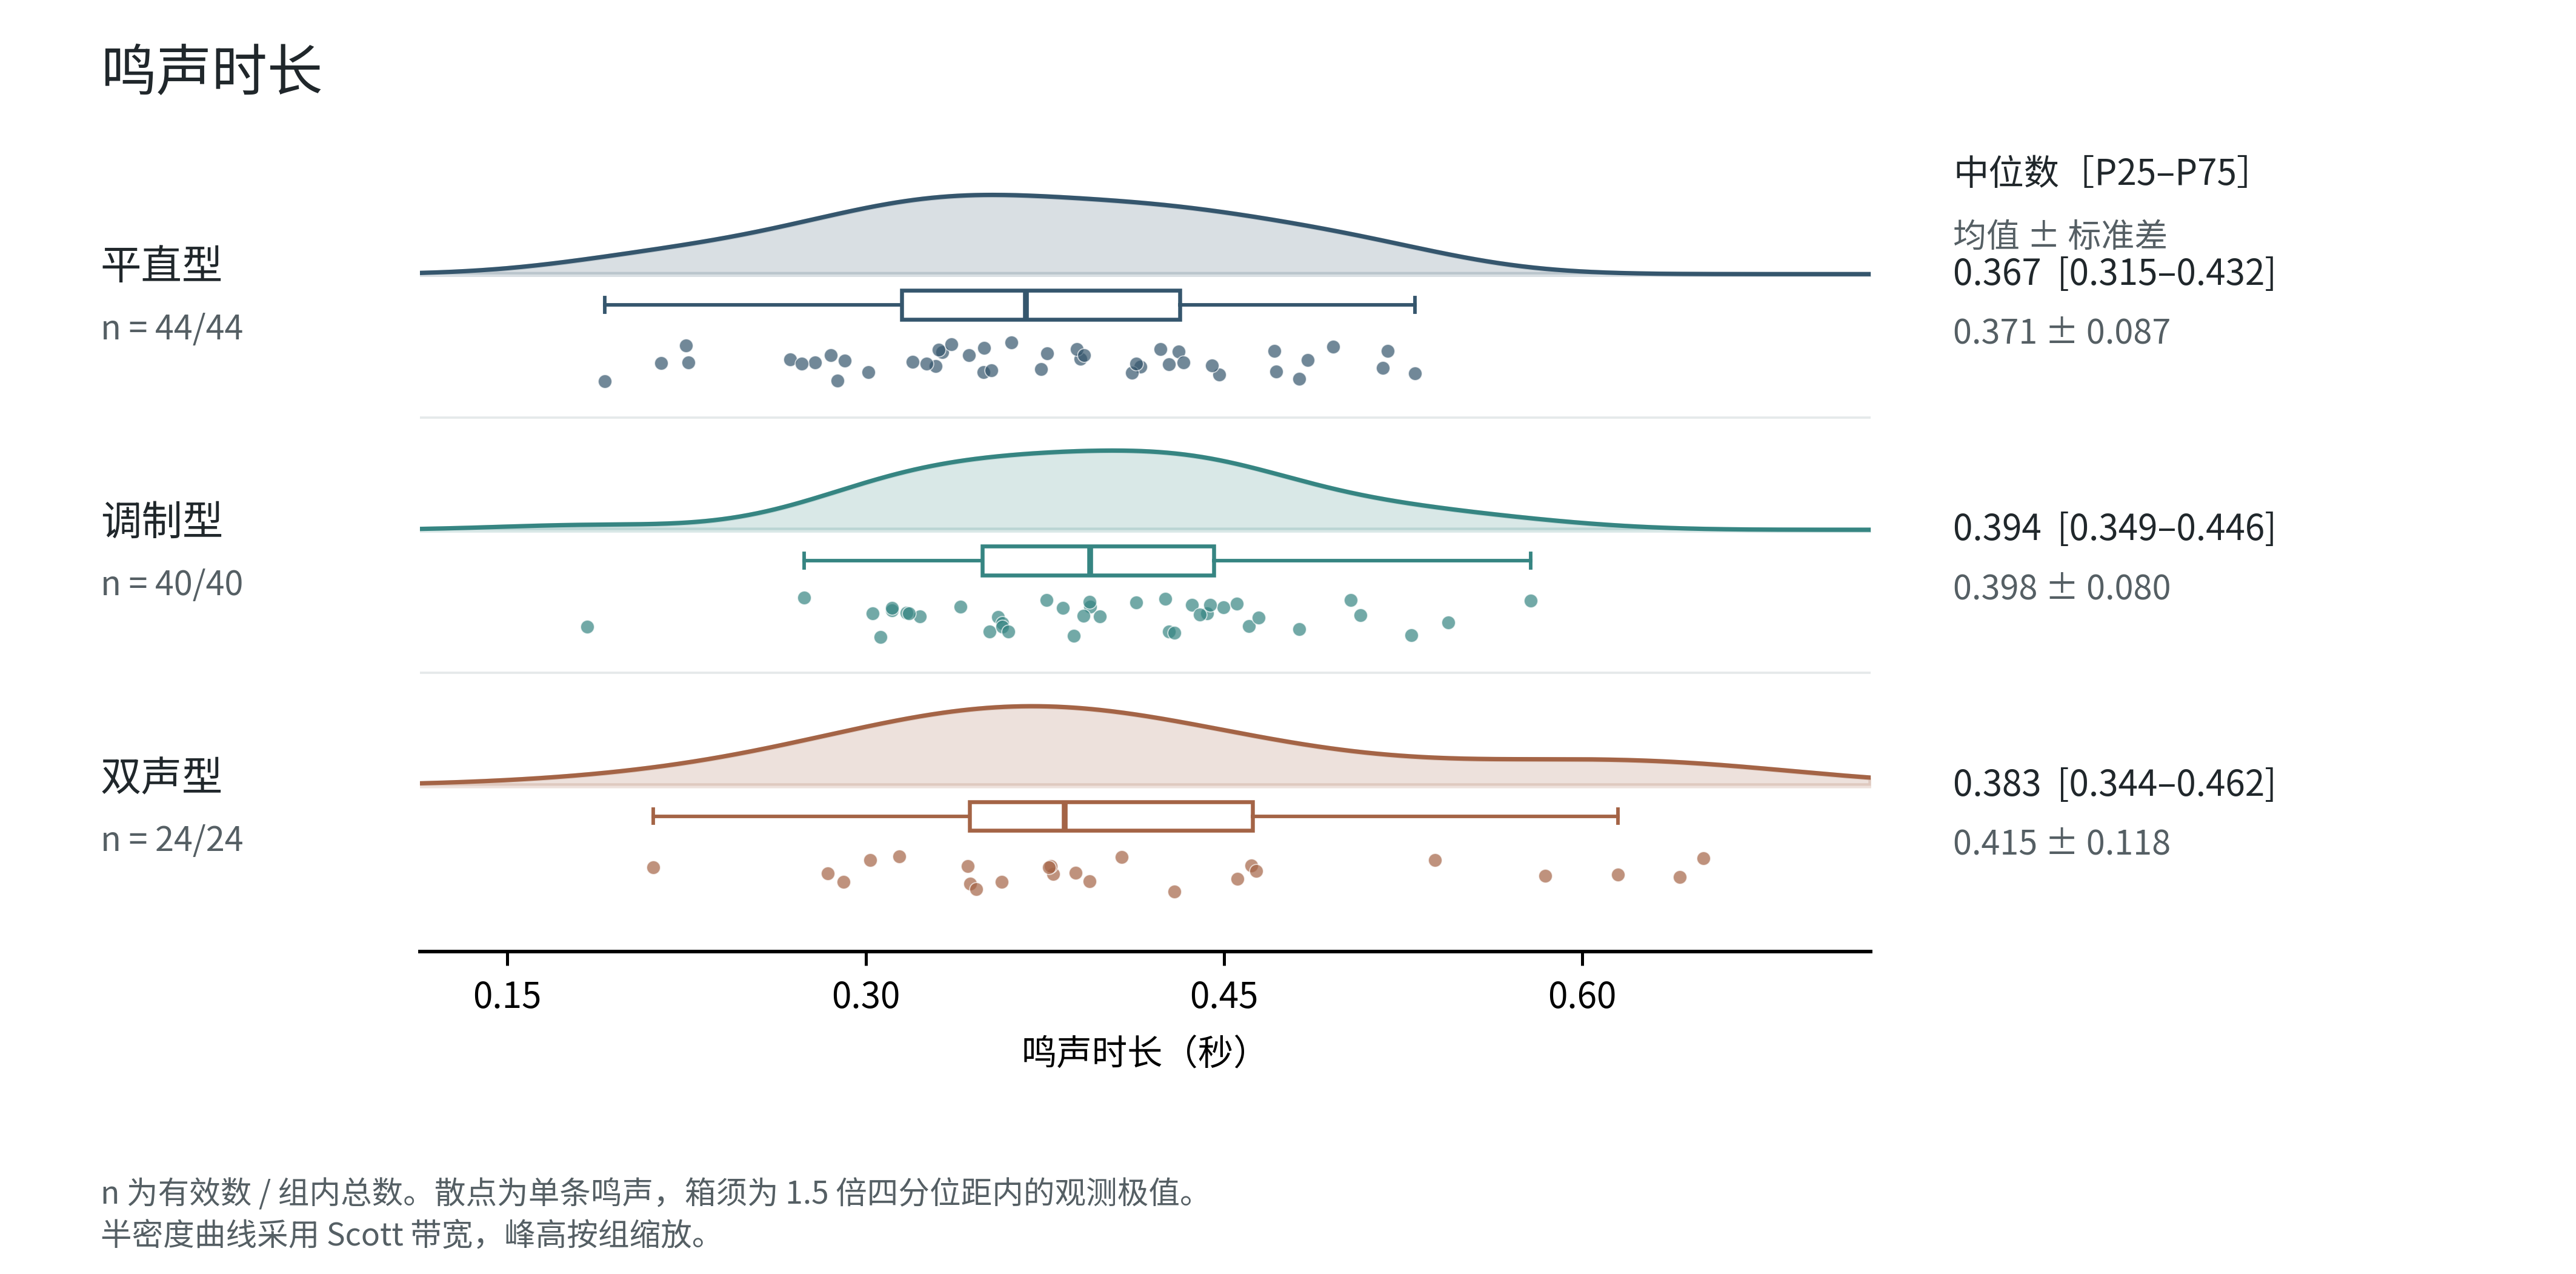 鸣声时长
中位数［P25–P75］
均值 ± 标准差
平直型
n = 44/44
0.367 [0.315–0.432]
0.371 ± 0.087
调制型
n = 40/40
0.394 [0.349–0.446]
0.398 ± 0.080
双声型
n = 24/24
0.383 [0.344–0.462]
0.415 ± 0.118
0.15 0.30 0.45 0.60
鸣声时长（秒）
n 为有效数 / 组内总数。散点为单条鸣声，箱须为 1.5 倍四分位距内的观测极值。
半密度曲线采用 Scott 带宽，峰高按组缩放。